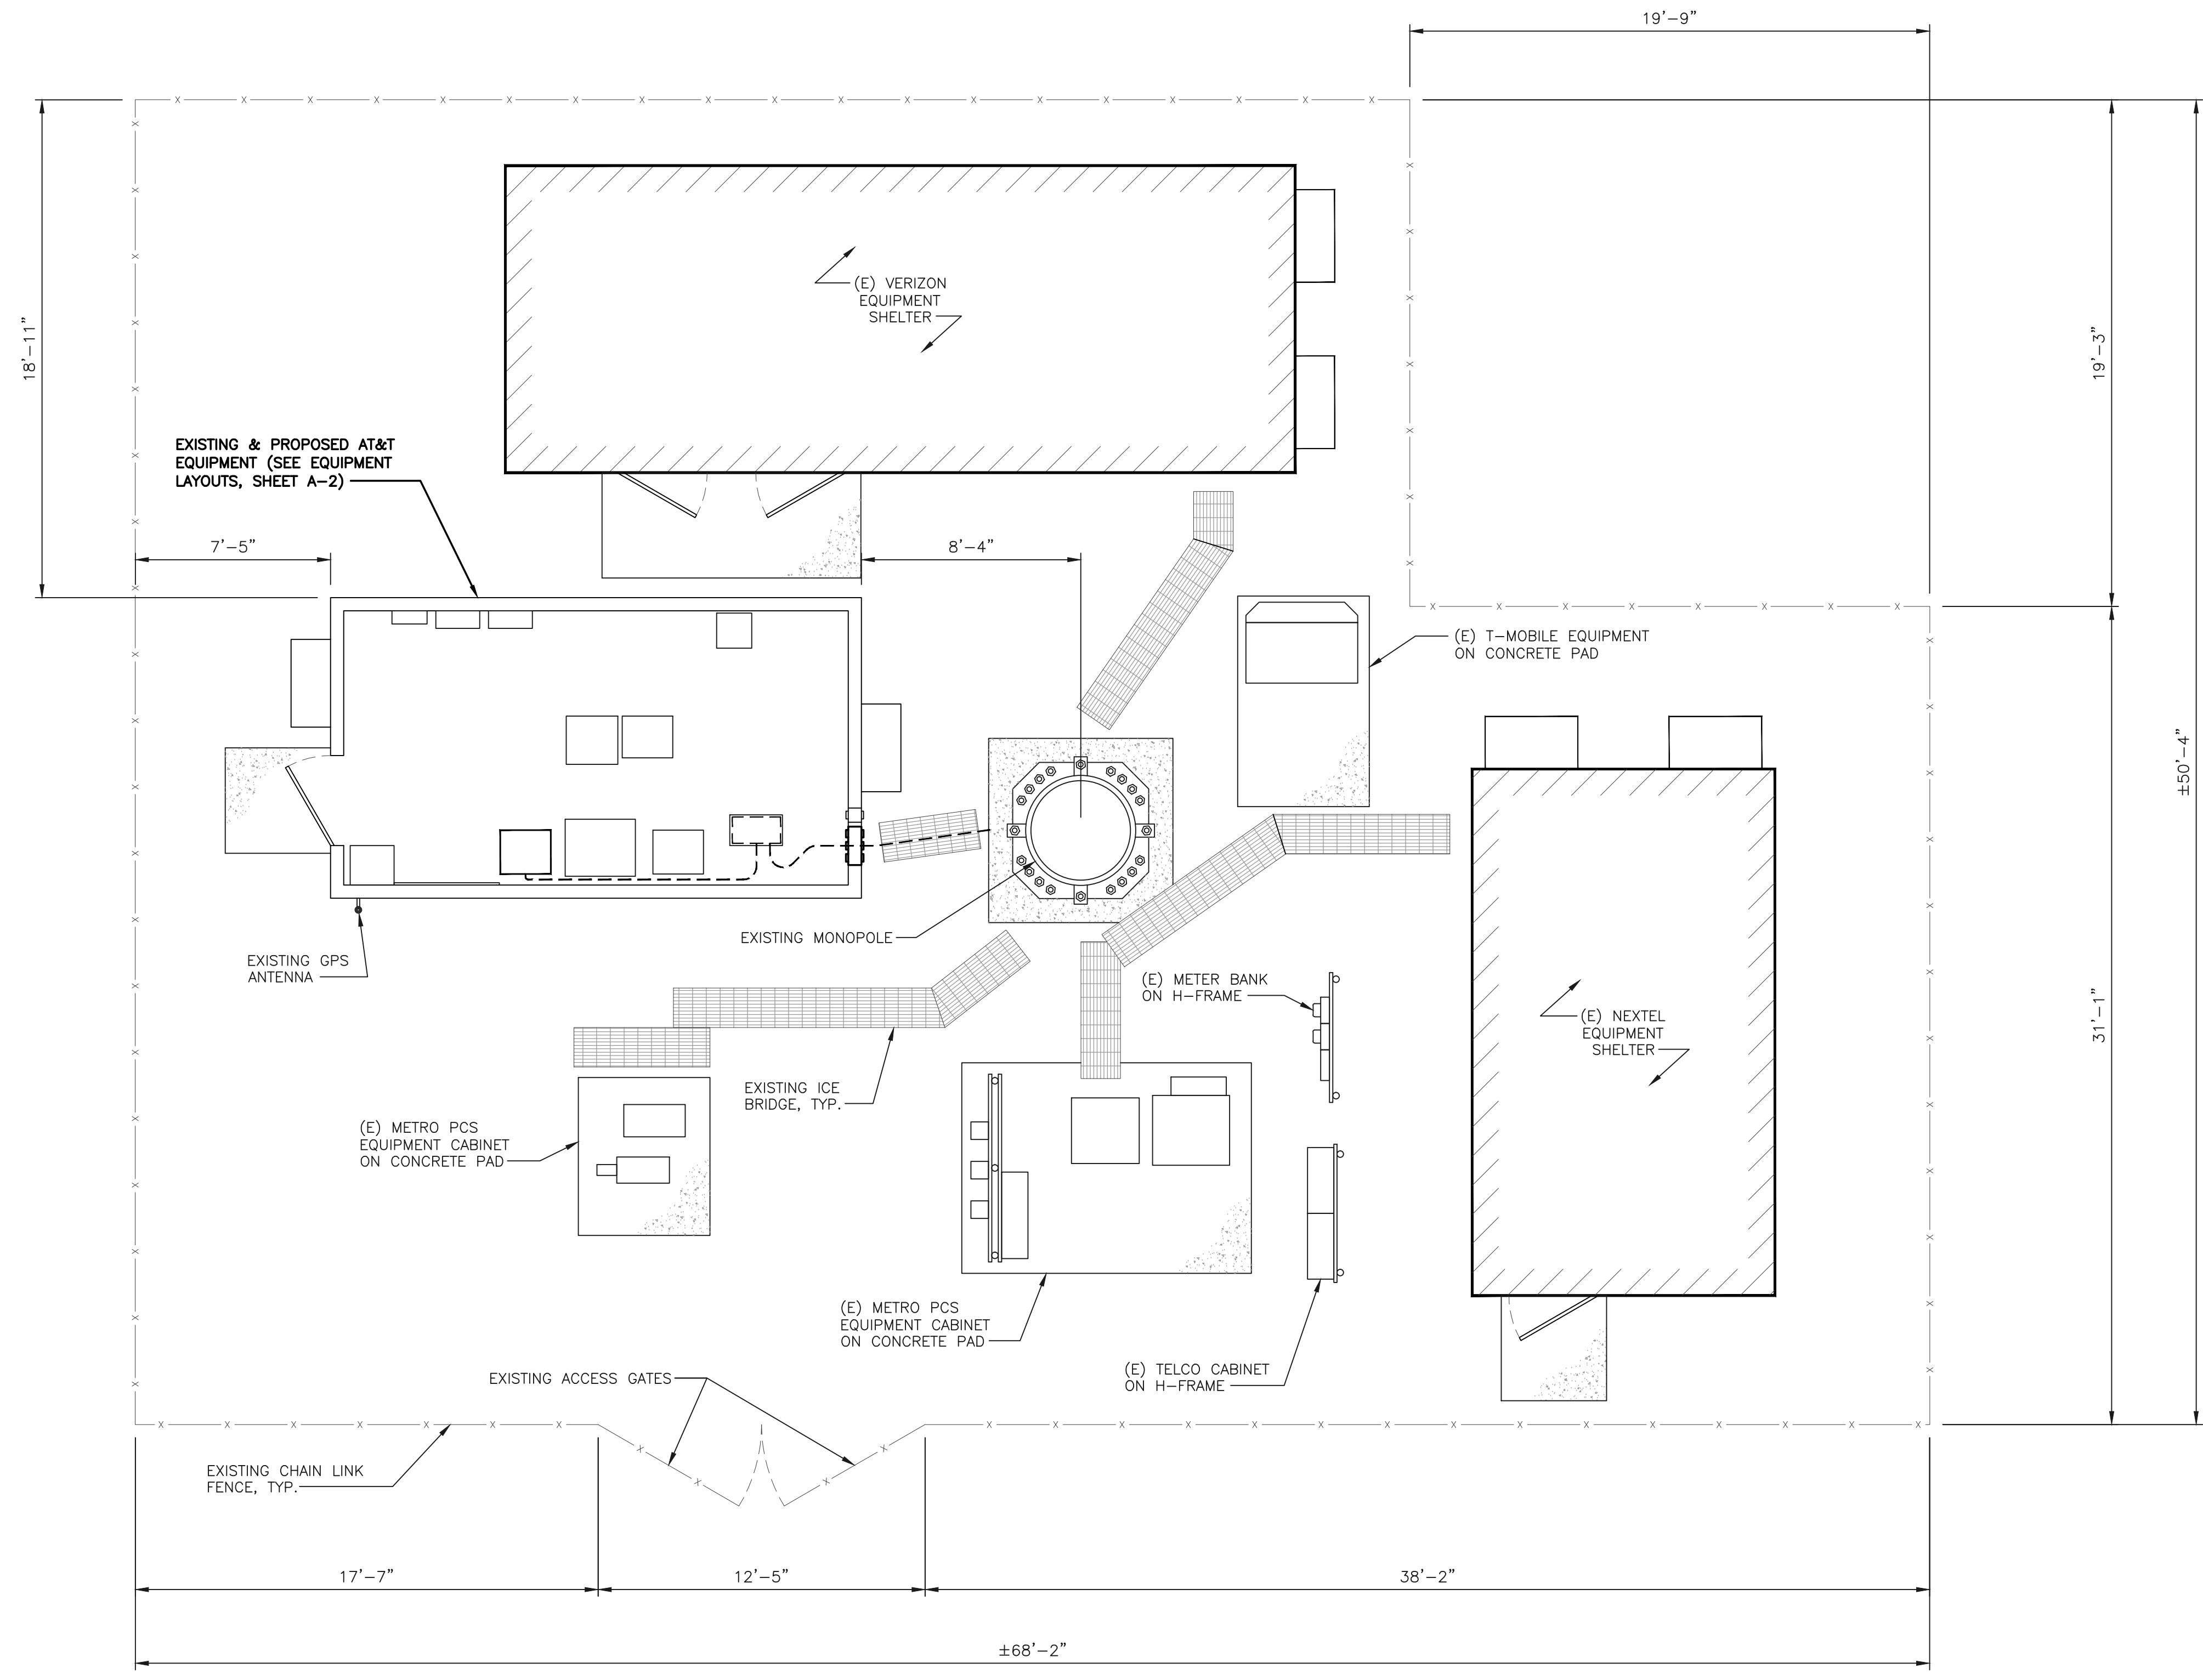 19'-9"
(E) VERIZON
EQUIPMENT
SHELTER
18'-11"
19'-3"
EXISTING & PROPOSED AT&T
EQUIPMENT (SEE EQUIPMENT
LAYOUTS, SHEET A-2)
7'-5"
8'-4"
(E) T-MOBILE EQUIPMENT
ON CONCRETE PAD
±50'-4"
EXISTING MONOPOLE
EXISTING GPS
ANTENNA
(E) METER BANK
ON H-FRAME
(E) NEXTEL
EQUIPMENT
SHELTER
31'-1"
EXISTING ICE
BRIDGE, TYP.
(E) METRO PCS
EQUIPMENT CABINET
ON CONCRETE PAD
(E) METRO PCS
EQUIPMENT CABINET
ON CONCRETE PAD
(E) TELCO CABINET
ON H-FRAME
EXISTING ACCESS GATES
EXISTING CHAIN LINK
FENCE, TYP.
17'-7"
12'-5"
38'-2"
±68'-2"